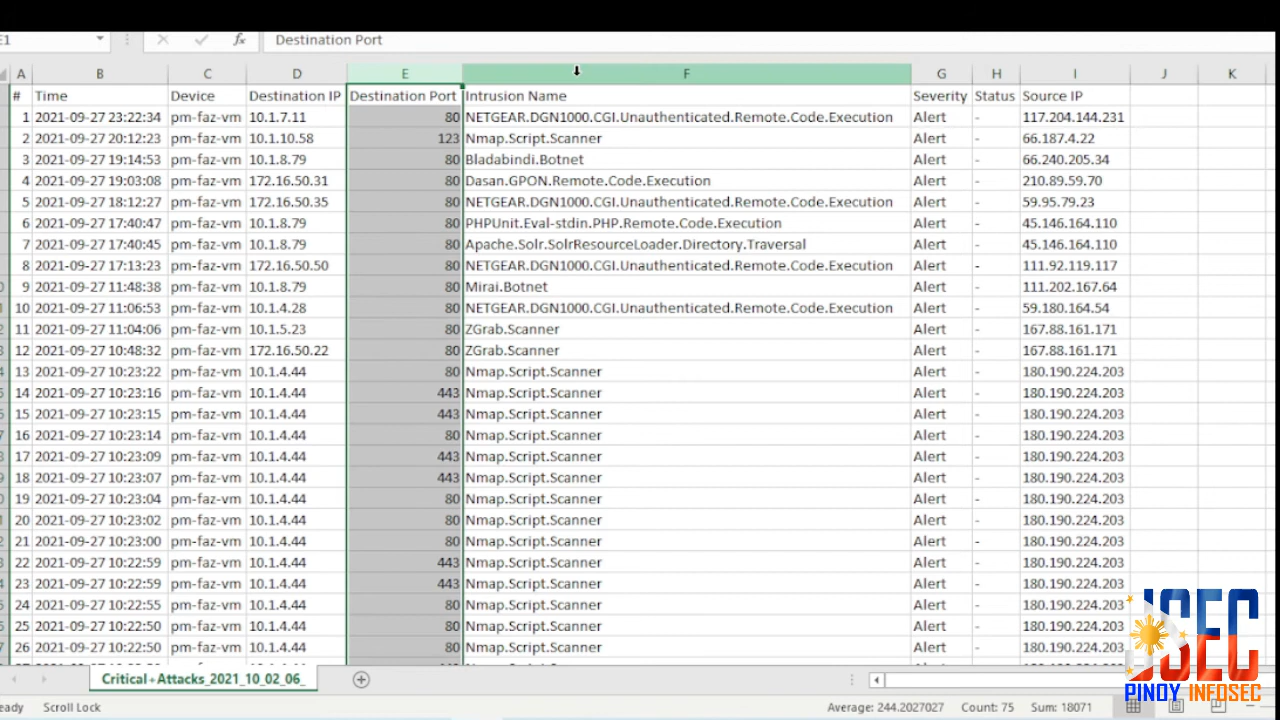 E1 fx Destination Port
A B C D E F G H I J K
# Time Device Destination IP Destination Port Intrusion Name Severity Status Source IP
1 2021-09-27 23:22:34 pm-faz-vm 10.1.7.11 80 NETGEAR.DGN1000.CGI.Unauthenticated.Remote.Code.Execution Alert - 117.204.144.231
2 2021-09-27 20:12:23 pm-faz-vm 10.1.10.58 123 Nmap.Script.Scanner Alert - 66.187.4.22
3 2021-09-27 19:14:53 pm-faz-vm 10.1.8.79 80 Bladabindi.Botnet Alert - 66.240.205.34
4 2021-09-27 19:03:08 pm-faz-vm 172.16.50.31 80 Dasan.GPON.Remote.Code.Execution Alert - 210.89.59.70
5 2021-09-27 18:12:27 pm-faz-vm 172.16.50.35 80 NETGEAR.DGN1000.CGI.Unauthenticated.Remote.Code.Execution Alert - 59.95.79.23
6 2021-09-27 17:40:47 pm-faz-vm 10.1.8.79 80 PHPUnit.Eval-stdin.PHP.Remote.Code.Execution Alert - 45.146.164.110
7 2021-09-27 17:40:45 pm-faz-vm 10.1.8.79 80 Apache.Solr.SolrResourceLoader.Directory.Traversal Alert - 45.146.164.110
8 2021-09-27 17:13:23 pm-faz-vm 172.16.50.50 80 NETGEAR.DGN1000.CGI.Unauthenticated.Remote.Code.Execution Alert - 111.92.119.117
9 2021-09-27 11:48:38 pm-faz-vm 10.1.8.79 80 Mirai.Botnet Alert - 111.202.167.64
10 2021-09-27 11:06:53 pm-faz-vm 10.1.4.28 80 NETGEAR.DGN1000.CGI.Unauthenticated.Remote.Code.Execution Alert - 59.180.164.54
11 2021-09-27 11:04:06 pm-faz-vm 10.1.5.23 80 ZGrab.Scanner Alert - 167.88.161.171
12 2021-09-27 10:48:32 pm-faz-vm 172.16.50.22 80 ZGrab.Scanner Alert - 167.88.161.171
13 2021-09-27 10:23:22 pm-faz-vm 10.1.4.44 80 Nmap.Script.Scanner Alert - 180.190.224.203
14 2021-09-27 10:23:16 pm-faz-vm 10.1.4.44 443 Nmap.Script.Scanner Alert - 180.190.224.203
15 2021-09-27 10:23:15 pm-faz-vm 10.1.4.44 443 Nmap.Script.Scanner Alert - 180.190.224.203
16 2021-09-27 10:23:14 pm-faz-vm 10.1.4.44 80 Nmap.Script.Scanner Alert - 180.190.224.203
17 2021-09-27 10:23:09 pm-faz-vm 10.1.4.44 443 Nmap.Script.Scanner Alert - 180.190.224.203
18 2021-09-27 10:23:07 pm-faz-vm 10.1.4.44 443 Nmap.Script.Scanner Alert - 180.190.224.203
19 2021-09-27 10:23:04 pm-faz-vm 10.1.4.44 80 Nmap.Script.Scanner Alert - 180.190.224.203
20 2021-09-27 10:23:02 pm-faz-vm 10.1.4.44 80 Nmap.Script.Scanner Alert - 180.190.224.203
21 2021-09-27 10:23:00 pm-faz-vm 10.1.4.44 80 Nmap.Script.Scanner Alert - 180.190.224.203
22 2021-09-27 10:22:59 pm-faz-vm 10.1.4.44 443 Nmap.Script.Scanner Alert - 180.190.224.203
23 2021-09-27 10:22:59 pm-faz-vm 10.1.4.44 443 Nmap.Script.Scanner Alert - 180.190.224.203
24 2021-09-27 10:22:55 pm-faz-vm 10.1.4.44 80 Nmap.Script.Scanner Alert - 180.190.224.203
25 2021-09-27 10:22:50 pm-faz-vm 10.1.4.44 80 Nmap.Script.Scanner Alert - 180.190.224.203
26 2021-09-27 10:22:50 pm-faz-vm 10.1.4.44 80 Nmap.Script.Scanner Alert - 180.190.224.203
Critical+Attacks_2021_10_02_06_
eady Scroll Lock Average: 244.2027027 Count: 75 Sum: 18071
JSEC
PINOY INFOSEC